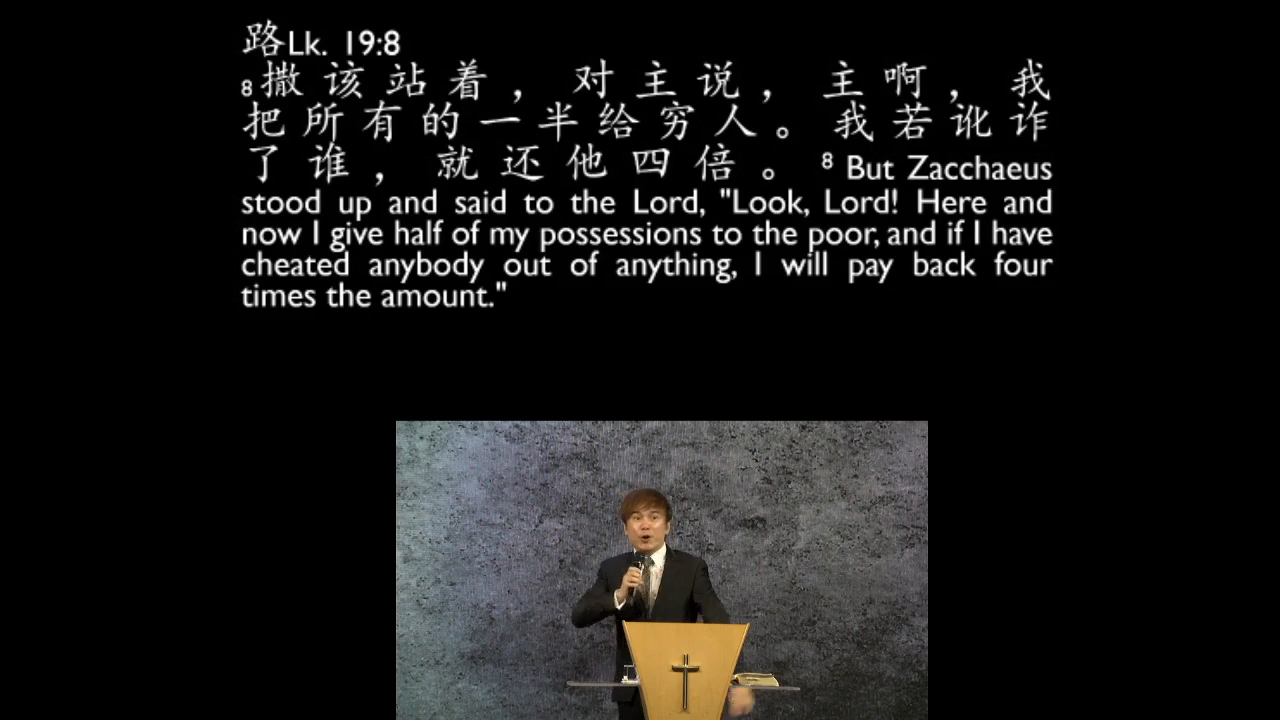 路Lk. 19:8
8撒该站着，对主说，主啊，我
把所有的一半给穷人。我若讹诈
了谁，就还他四倍。 8 But Zacchaeus
stood up and said to the Lord, "Look, Lord! Here and
now I give half of my possessions to the poor, and if I have
cheated anybody out of anything, I will pay back four
times the amount."